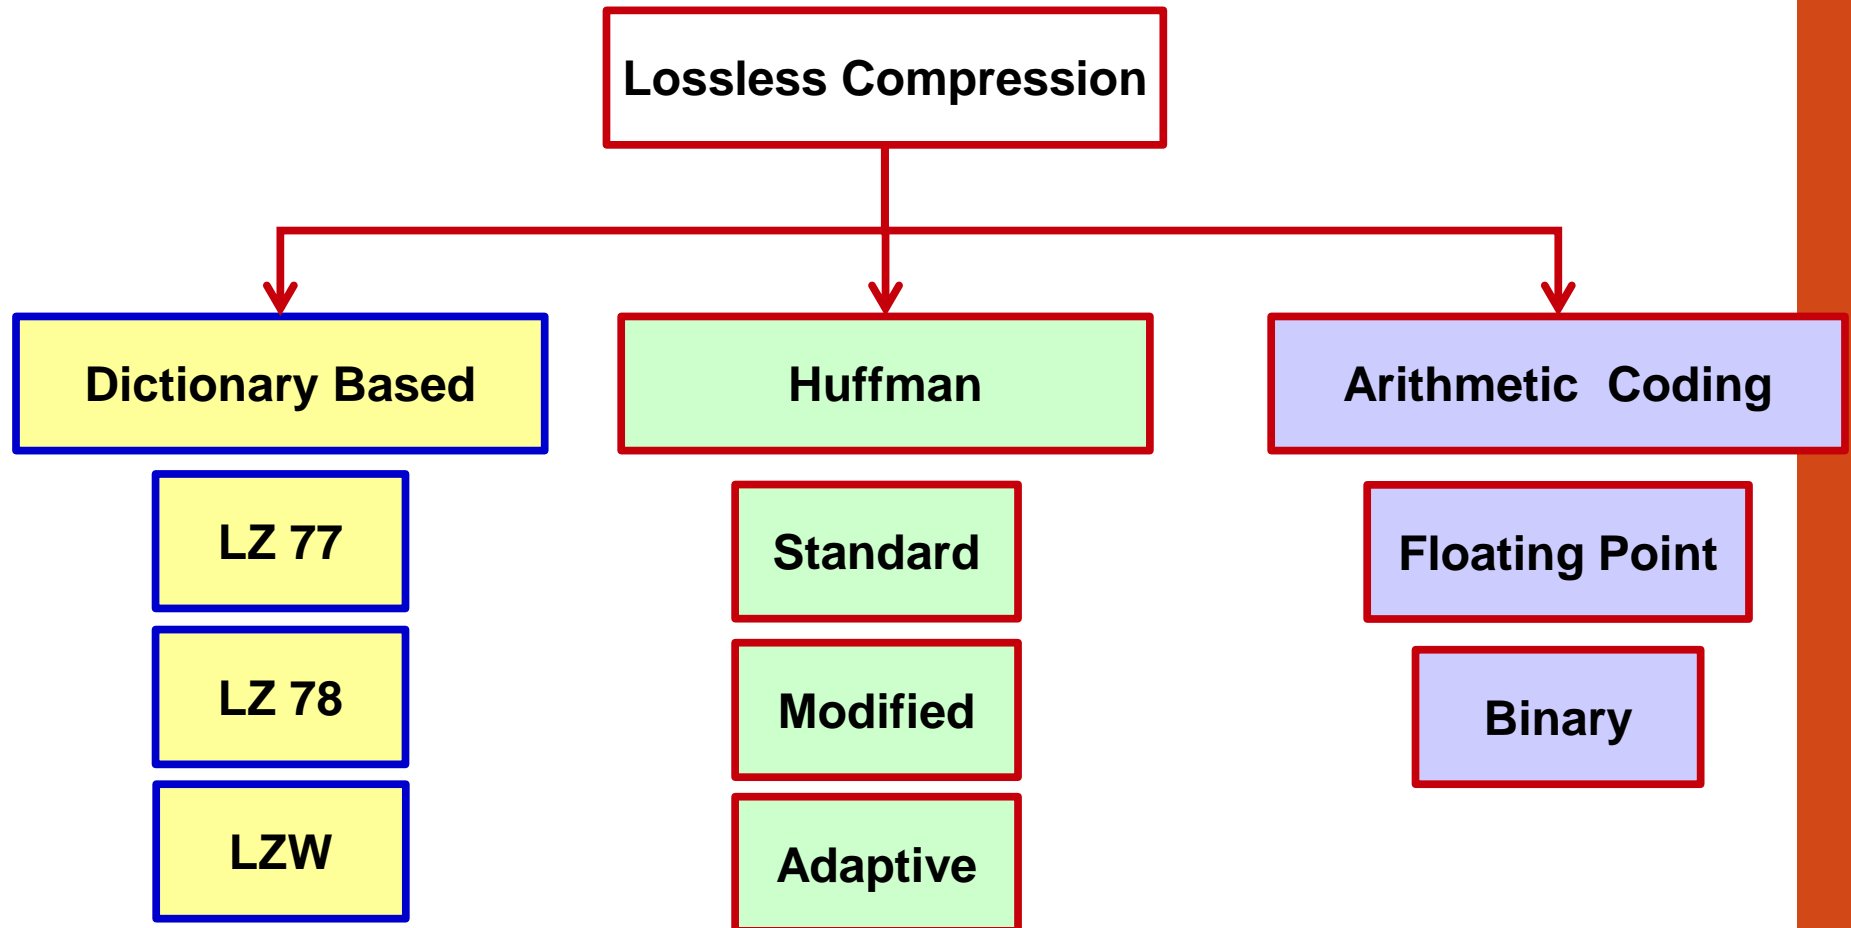 Lossless Compression
Dictionary Based
Huffman
Arithmetic  Coding
LZ 77
Standard
Floating Point
LZ 78
Modified
Binary
LZW
Adaptive